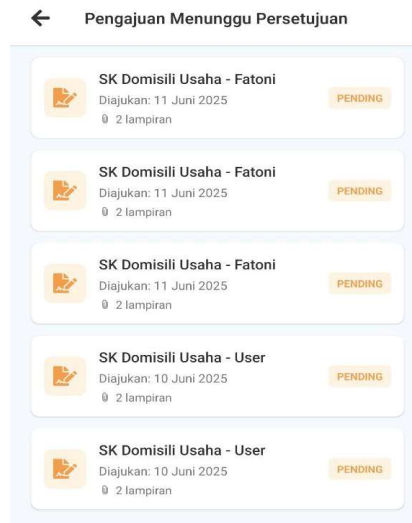 Pengajuan Menunggu Persetujuan
SK Domisili Usaha - Fatoni
Diajukan: 11 Juni 2025
PENDING
2 lampiran
SK Domisili Usaha - Fatoni
Diajukan: 11 Juni 2025
PENDING
2 lampiran
SK Domisili Usaha - Fatoni
Diajukan: 11 Juni 2025
PENDING
2 lampiran
SK Domisili Usaha - User
Diajukan: 10 Juni 2025
PENDING
2 lampiran
SK Domisili Usaha - User
Diajukan: 10 Juni 2025
PENDING
2 lampiran